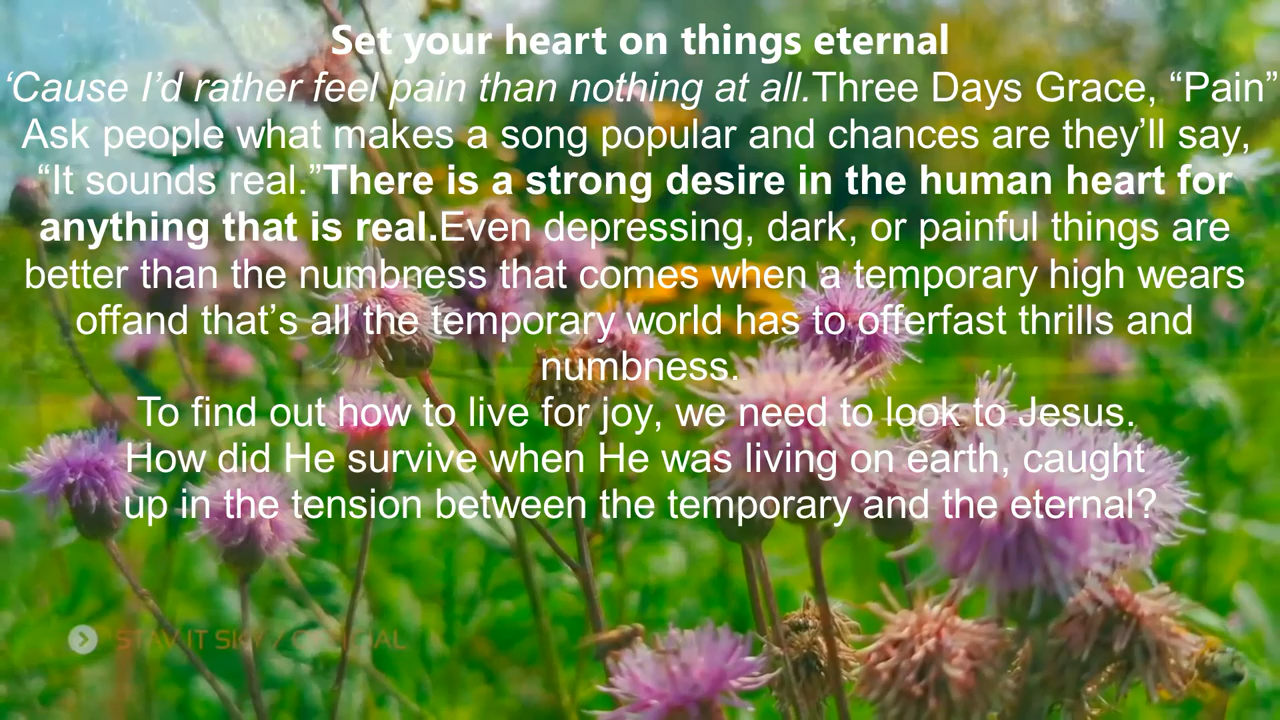 Set your heart on things eternal
‘Cause I’d rather feel pain than nothing at all.Three Days Grace, “Pain”
Ask people what makes a song popular and chances are they’ll say,
“It sounds real.”There is a strong desire in the human heart for
anything that is real.Even depressing, dark, or painful things are
better than the numbness that comes when a temporary high wears
offand that’s all the temporary world has to offerfast thrills and
numbness.
To find out how to live for joy, we need to look to Jesus.
How did He survive when He was living on earth, caught
up in the tension between the temporary and the eternal?